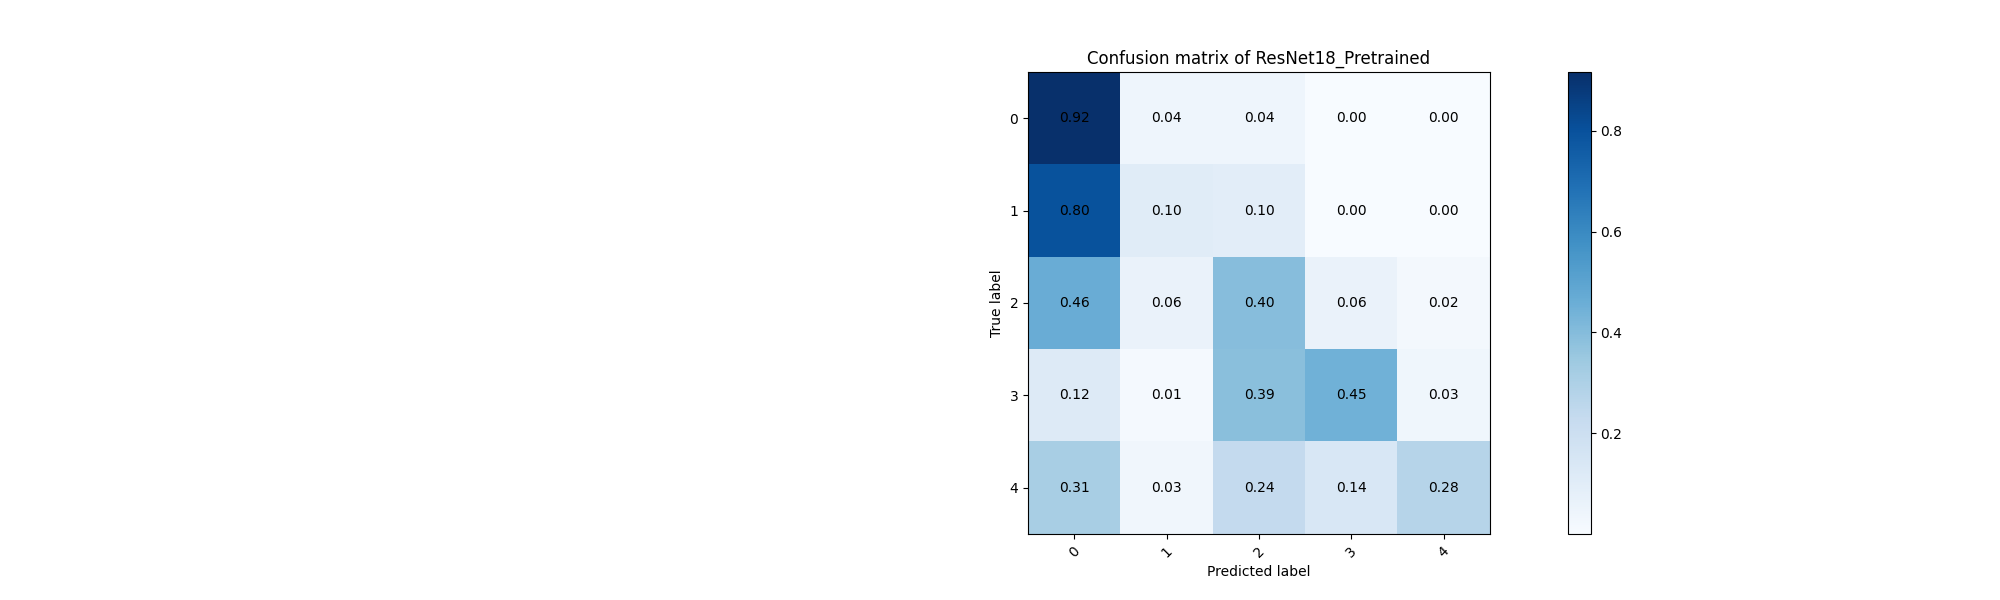 Confusion matrix of ResNet18_Pretrained
0 0.92 0.04 0.04 0.00 0.00
1 0.80 0.10 0.10 0.00 0.00
2 0.46 0.06 0.40 0.06 0.02
3 0.12 0.01 0.39 0.45 0.03
4 0.31 0.03 0.24 0.14 0.28
True label
0 1 2 3 4
Predicted label
0.8
0.6
0.4
0.2